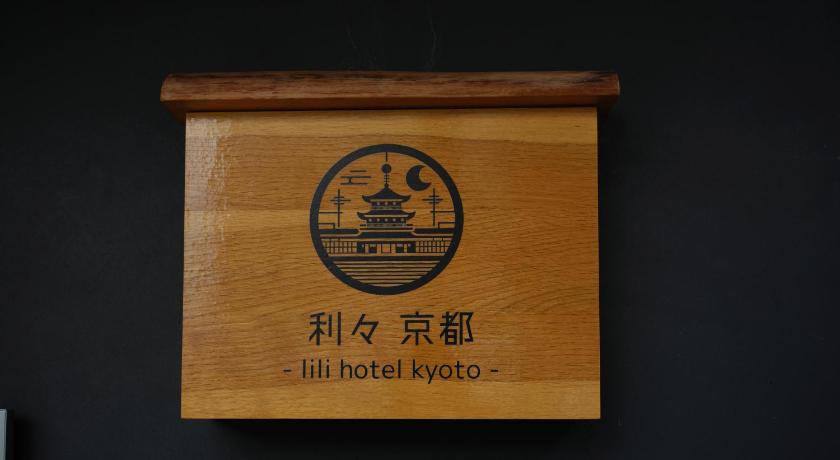 利々 京都
- lili hotel kyoto -